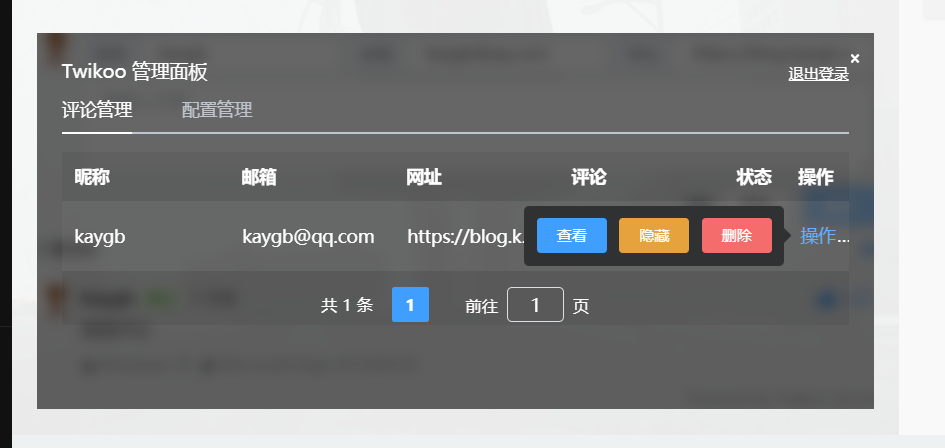 Twikoo 管理面板
×
退出登录
评论管理 配置管理
昵称 邮箱 网址 评论 状态 操作
kaygb kaygb@qq.com https://blog.k. 查看 隐藏 删除 操作...
共 1 条 1 前往 1 页